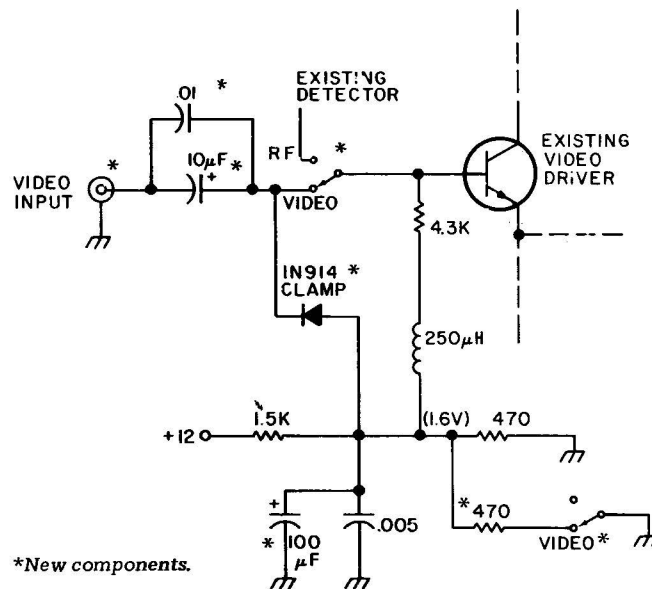 EXISTING
DETECTOR
.01 *
RF
*
10µF *
+
VIDEO
INPUT
*
VIDEO
EXISTING
VIDEO
DRIVER
4.3K
IN914 *
CLAMP
250µH
+12
1.5K
(1.6V)
470
* 470
VIDEO*
+
* 100
µF
.005
*New components.